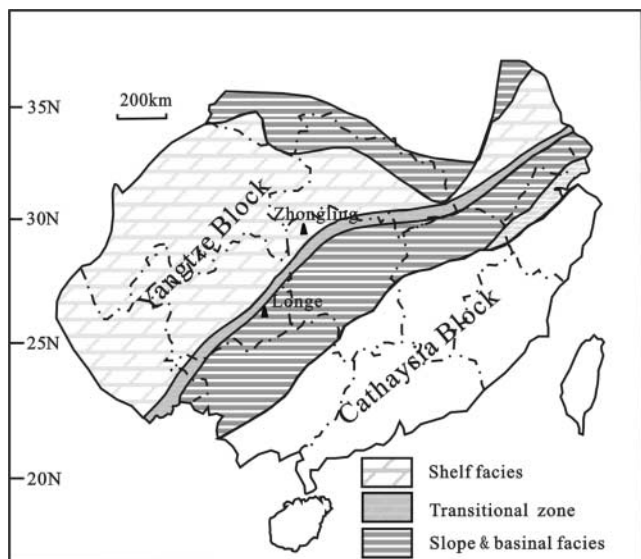 35N
200km
30N
Zhongling
Yangtze Block
Longe
25N
Cathaysia Block
20N
Shelf facies
Transitional zone
Slope & basinal facies